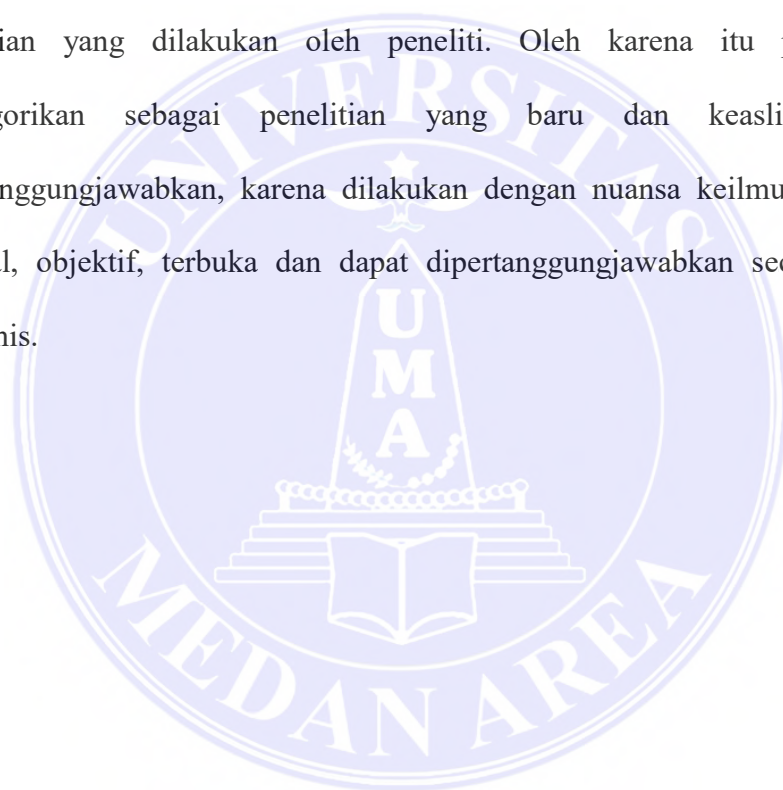 ian yang dilakukan oleh peneliti. Oleh karena itu
gorikan sebagai penelitian yang baru dan keasli
nggungjawabkan, karena dilakukan dengan nuansa keilmu
l, objektif, terbuka dan dapat dipertanggungjawabkan se
nis.
UNIVERSITAS
UMA
MEDAN AREA